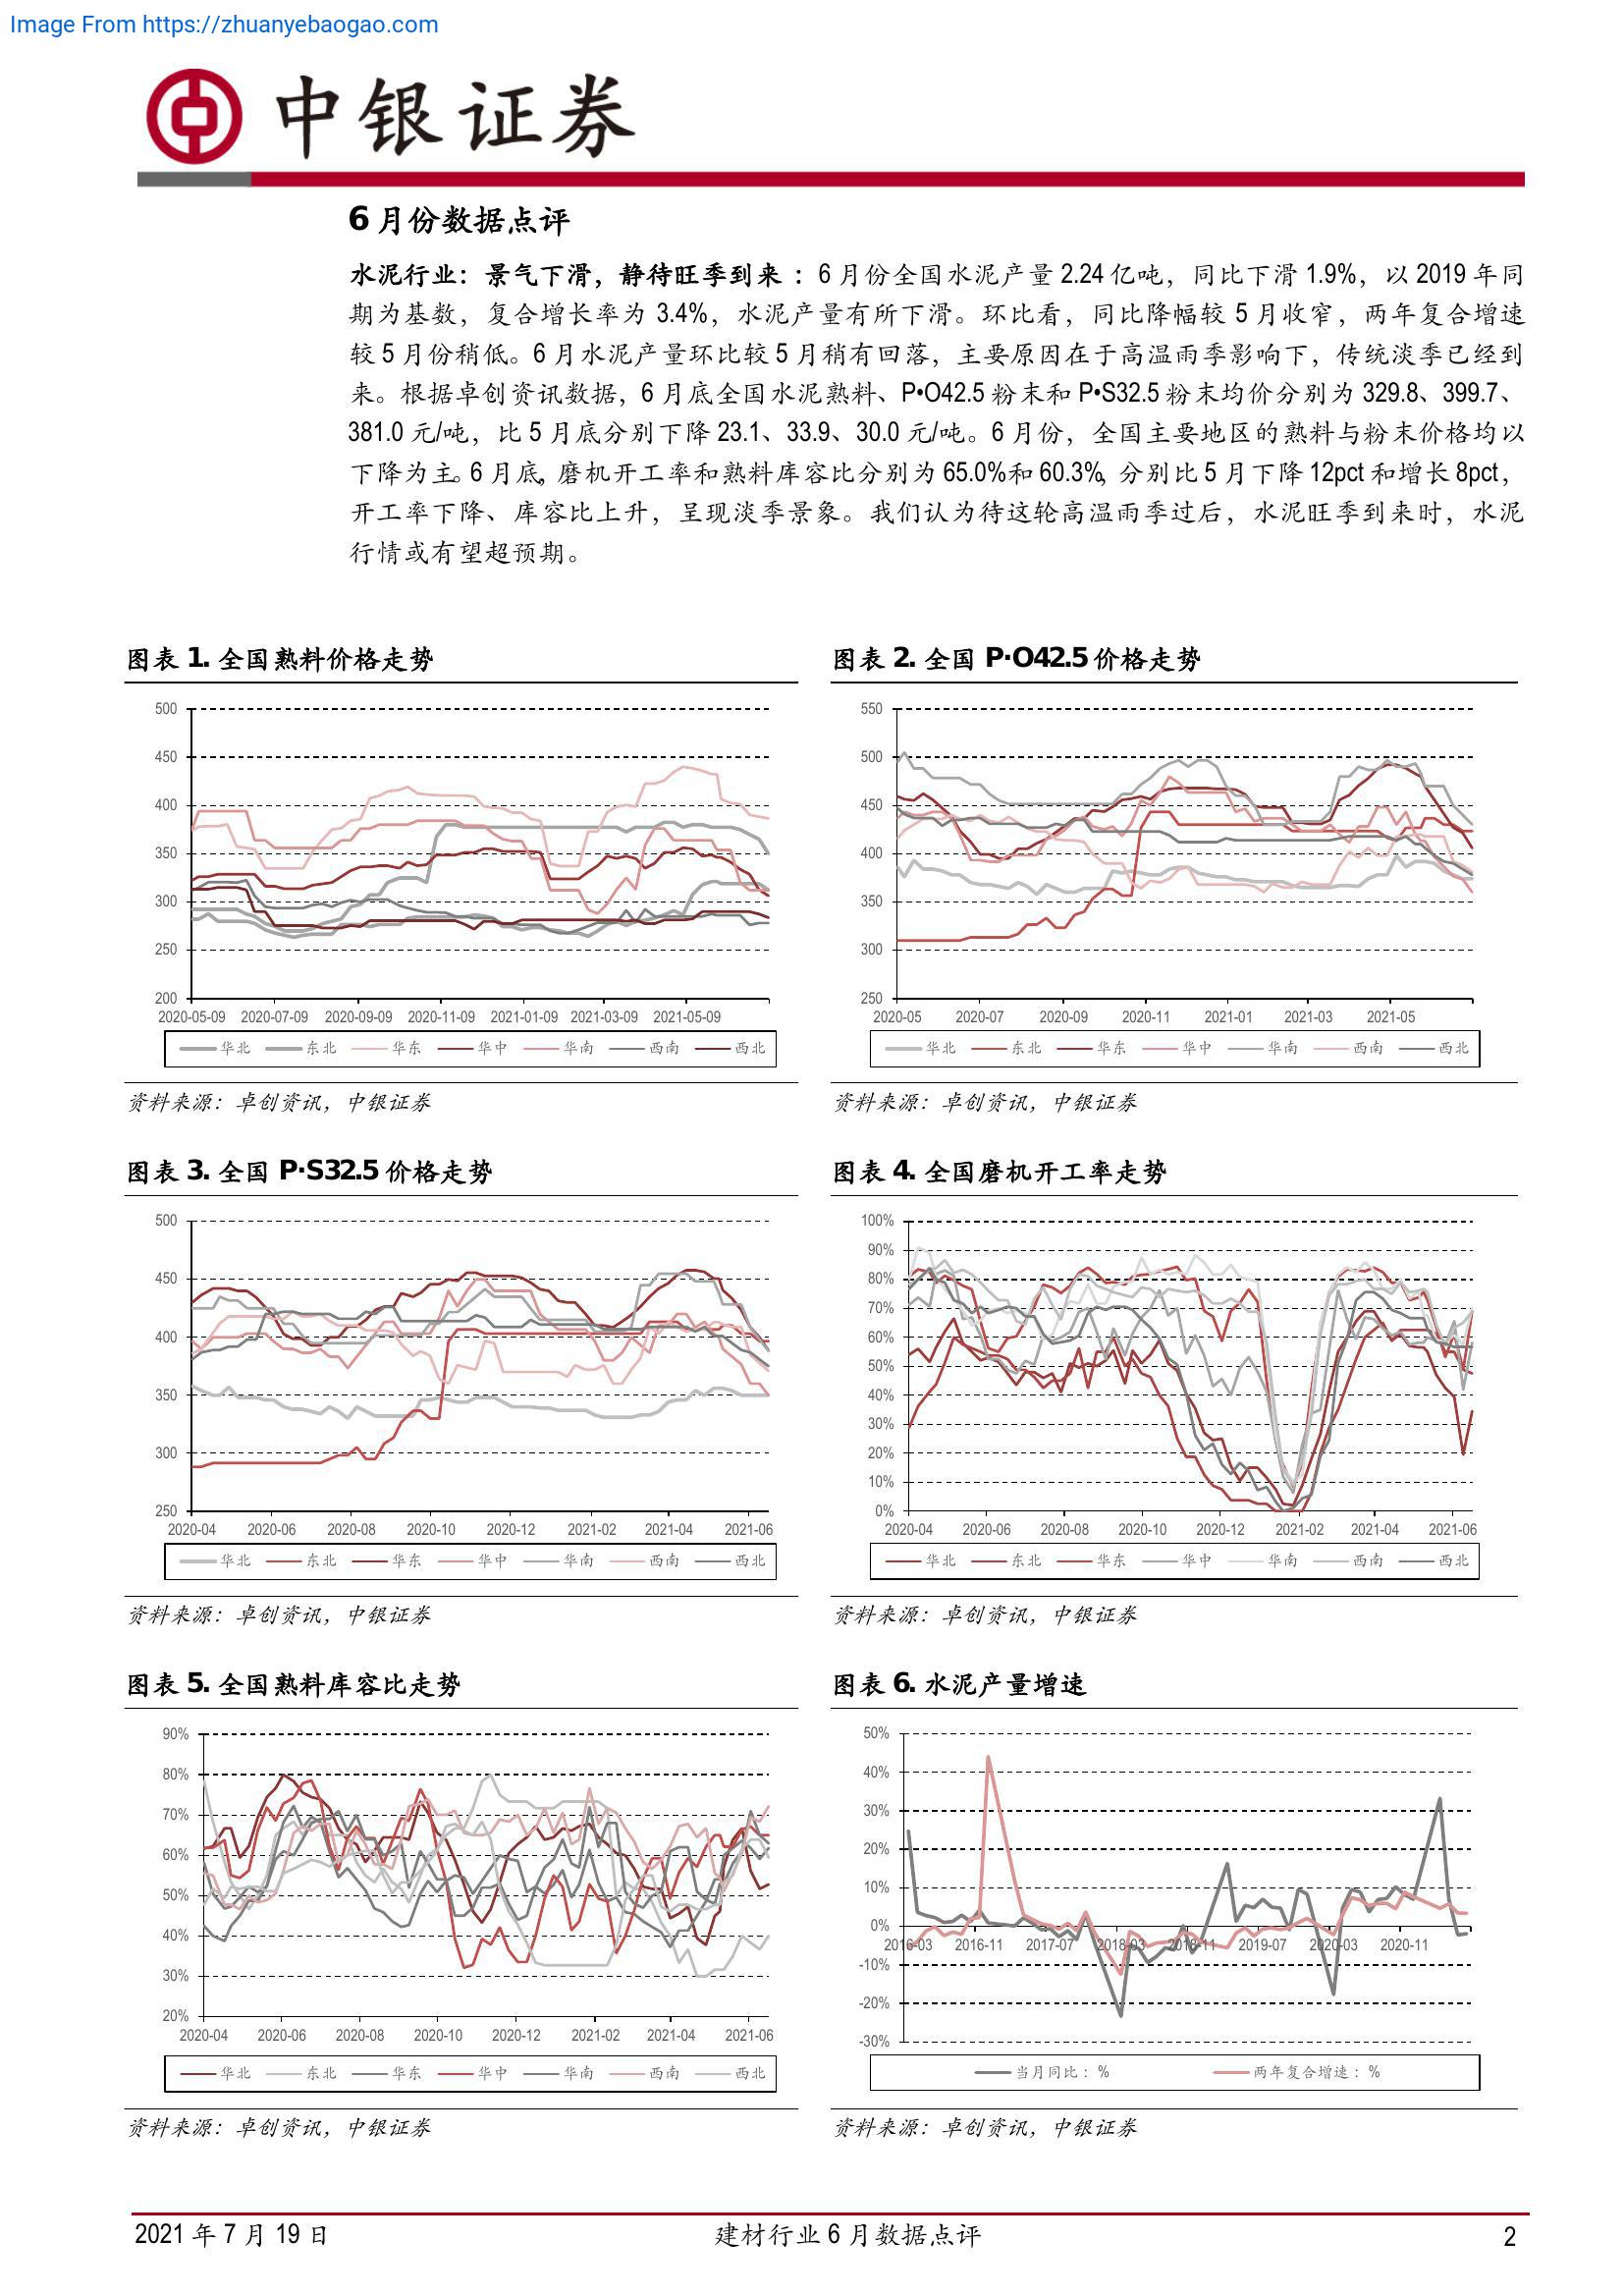 Image From https://zhuanyebaogao.com
中银证券
6 月份数据点评
水泥行业：景气下滑，静待旺季到来 ：6 月份全国水泥产量 2.24 亿吨，同比下滑 1.9%，以 2019 年同
期为基数，复合增长率为 3.4%，水泥产量有所下滑。环比看，同比降幅较 5 月收窄，两年复合增速
较 5 月份稍低。6 月水泥产量环比较 5 月稍有回落，主要原因在于高温雨季影响下，传统淡季已经到
来。根据卓创资讯数据，6 月底全国水泥熟料、P•O42.5 粉末和 P•S32.5 粉末均价分别为 329.8、399.7、
381.0 元/吨，比 5 月底分别下降 23.1、33.9、30.0 元/吨。6 月份，全国主要地区的熟料与粉末价格均以
下降为主。6 月底，磨机开工率和熟料库容比分别为 65.0%和 60.3%，分别比 5 月下降 12pct 和增长 8pct，
开工率下降、库容比上升，呈现淡季景象。我们认为待这轮高温雨季过后，水泥旺季到来时，水泥
行情或有望超预期。
图表 1. 全国熟料价格走势
500
450
400
350
300
250
200
2020-05-09 2020-07-09 2020-09-09 2020-11-09 2021-01-09 2021-03-09 2021-05-09
华北 东北 华东 华中 华南 西南 西北
资料来源：卓创资讯，中银证券
图表 2. 全国 P·O42.5 价格走势
550
500
450
400
350
300
250
2020-05 2020-07 2020-09 2020-11 2021-01 2021-03 2021-05
华北 东北 华东 华中 华南 西南 西北
资料来源：卓创资讯，中银证券
图表 3. 全国 P·S32.5 价格走势
500
450
400
350
300
250
2020-04 2020-06 2020-08 2020-10 2020-12 2021-02 2021-04 2021-06
华北 东北 华东 华中 华南 西南 西北
资料来源：卓创资讯，中银证券
图表 4. 全国磨机开工率走势
100%
90%
80%
70%
60%
50%
40%
30%
20%
10%
0%
2020-04 2020-06 2020-08 2020-10 2020-12 2021-02 2021-04 2021-06
华北 东北 华东 华中 华南 西南 西北
资料来源：卓创资讯，中银证券
图表 5. 全国熟料库容比走势
90%
80%
70%
60%
50%
40%
30%
20%
2020-04 2020-06 2020-08 2020-10 2020-12 2021-02 2021-04 2021-06
华北 东北 华东 华中 华南 西南 西北
资料来源：卓创资讯，中银证券
图表 6. 水泥产量增速
50%
40%
30%
20%
10%
0%
-10%
-20%
-30%
2016-03 2016-11 2017-07 2018-03 2018-11 2019-07 2020-03 2020-11
当月同比：% 两年复合增速：%
资料来源：卓创资讯，中银证券
2021 年 7 月 19 日 建材行业 6 月数据点评 2